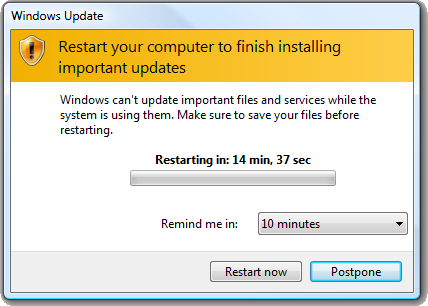 Windows Update
Restart your computer to finish installing
important updates
Windows can't update important files and services while the
system is using them. Make sure to save your files before
restarting.
Restarting in: 14 min, 37 sec
Remind me in: 10 minutes
Restart now Postpone